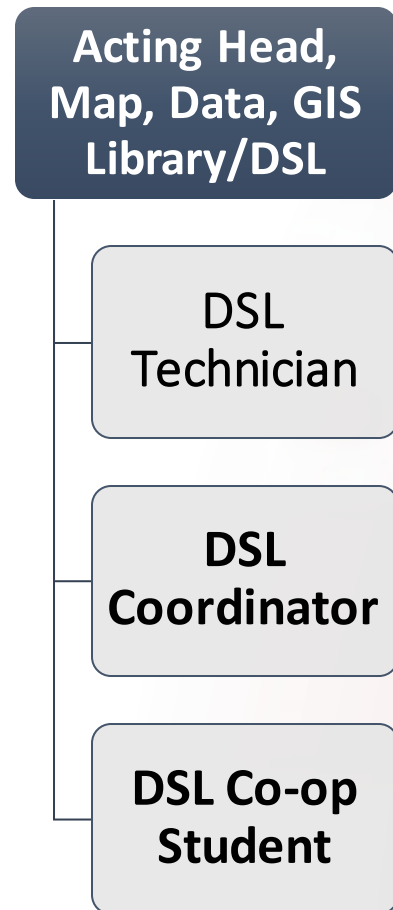 Acting Head,
Map, Data, GIS
Library/DSL
DSL
Technician
DSL
Coordinator
DSL Co-op
Student